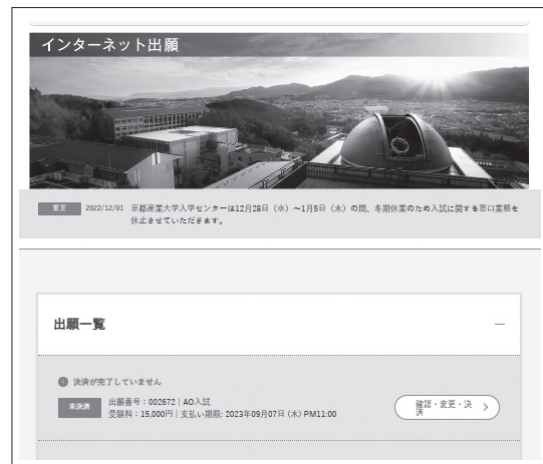 インターネット出願
重要 2022/12/01 京都産業大学入学センターは12月28日（水）～1月5日（木）の間、冬期休業のため入試に関する窓口業務を
休止させていただきます。
出願一覧
決済が完了していません
未決済 出願番号：002672｜AO入試
受験料：15,000円｜支払い期限: 2023年09月07日 (木) PM11:00
確認・変更・決
済